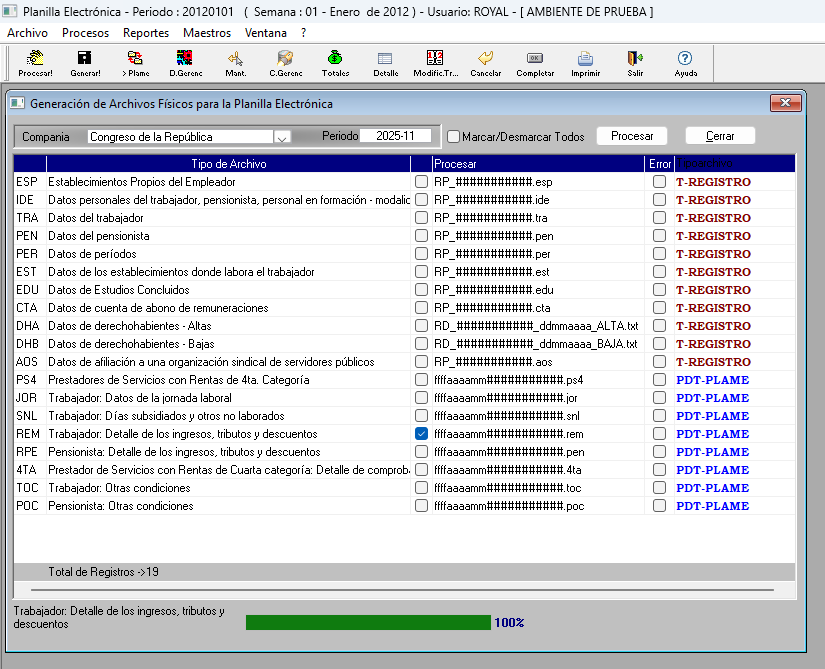 Planilla Electrónica - Periodo : 20120101 ( Semana : 01 - Enero de 2012 ) - Usuario: ROYAL - [ AMBIENTE DE PRUEBA ]
Archivo Procesos Reportes Maestros Ventana ?
Procesar! Generar! > Plame D.Gerenc Mant. C.Gerenc Totales Detalle Modific.Tr... Cancelar Completar Imprimir Salir Ayuda
Generación de Archivos Físicos para la Planilla Electrónica
Compania Congreso de la República Periodo 2025-11 Marcar/Desmarcar Todos Procesar Cerrar
Tipo de Archivo Procesar Error
ESP Establecimientos Propios del Empleador RP_###########.esp T-REGISTRO
IDE Datos personales del trabajador, pensionista, personal en formación - modalid RP_###########.ide T-REGISTRO
TRA Datos del trabajador RP_###########.tra T-REGISTRO
PEN Datos del pensionista RP_###########.pen T-REGISTRO
PER Datos de períodos RP_###########.per T-REGISTRO
EST Datos de los establecimientos donde labora el trabajador RP_###########.est T-REGISTRO
EDU Datos de Estudios Concluidos RP_###########.edu T-REGISTRO
CTA Datos de cuenta de abono de remuneraciones RP_###########.cta T-REGISTRO
DHA Datos de derechohabientes - Altas RD_###########_ddmmaaaa_ALTA.txt T-REGISTRO
DHB Datos de derechohabientes - Bajas RD_###########_ddmmaaaa_BAJA.txt T-REGISTRO
AOS Datos de afiliación a una organización sindical de servidores públicos RP_###########.aos T-REGISTRO
PS4 Prestadores de Servicios con Rentas de 4ta. Categoría ffffaaaamm###########.ps4 PDT-PLAME
JOR Trabajador: Datos de la jornada laboral ffffaaaamm###########.jor PDT-PLAME
SNL Trabajador: Días subsidiados y otros no laborados ffffaaaamm###########.snl PDT-PLAME
REM Trabajador: Detalle de los ingresos, tributos y descuentos ffffaaaamm###########.rem PDT-PLAME
RPE Pensionista: Detalle de los ingresos, tributos y descuentos ffffaaaamm###########.pen PDT-PLAME
4TA Prestador de Servicios con Rentas de Cuarta categoría: Detalle de comproba ffffaaaamm###########.4ta PDT-PLAME
TOC Trabajador: Otras condiciones ffffaaaamm###########.toc PDT-PLAME
POC Pensionista: Otras condiciones ffffaaaamm###########.poc PDT-PLAME
Total de Registros ->19
Trabajador: Detalle de los ingresos, tributos y
descuentos
100%